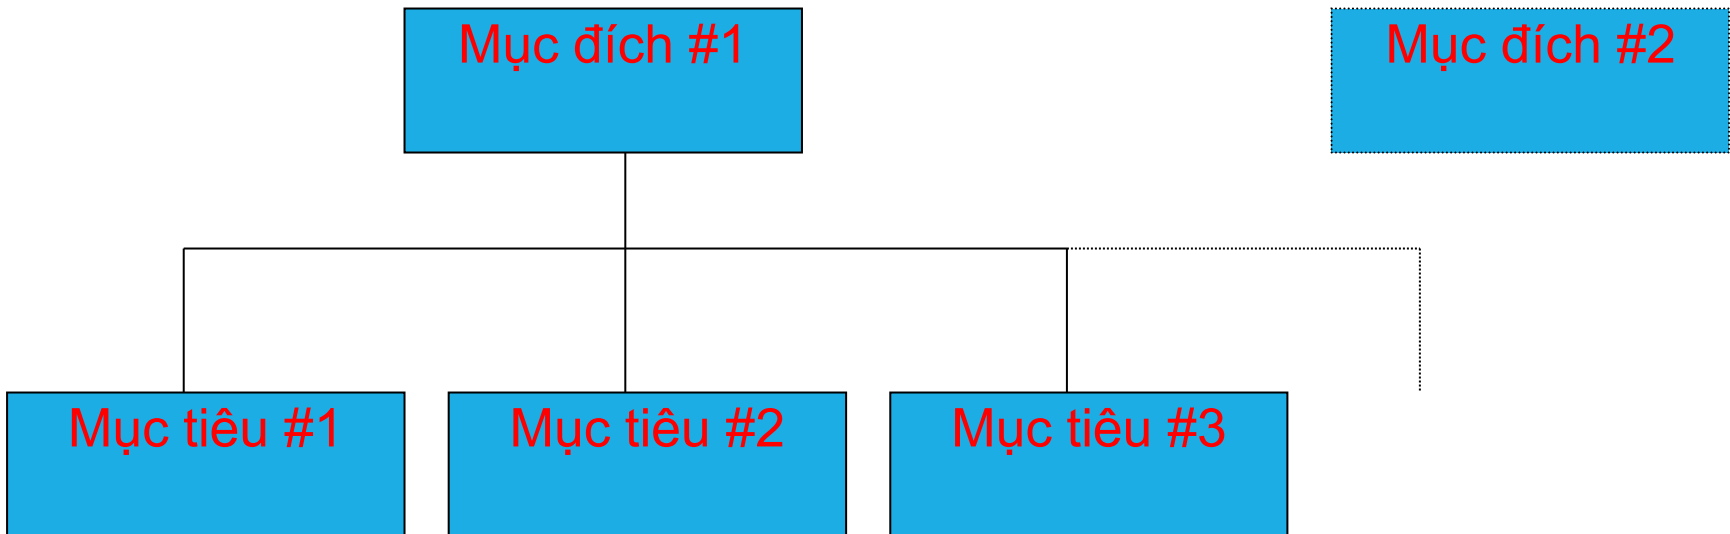 Mục đích #1
Mục đích #2
Mục tiêu #1
Mục tiêu #2
Mục tiêu #3